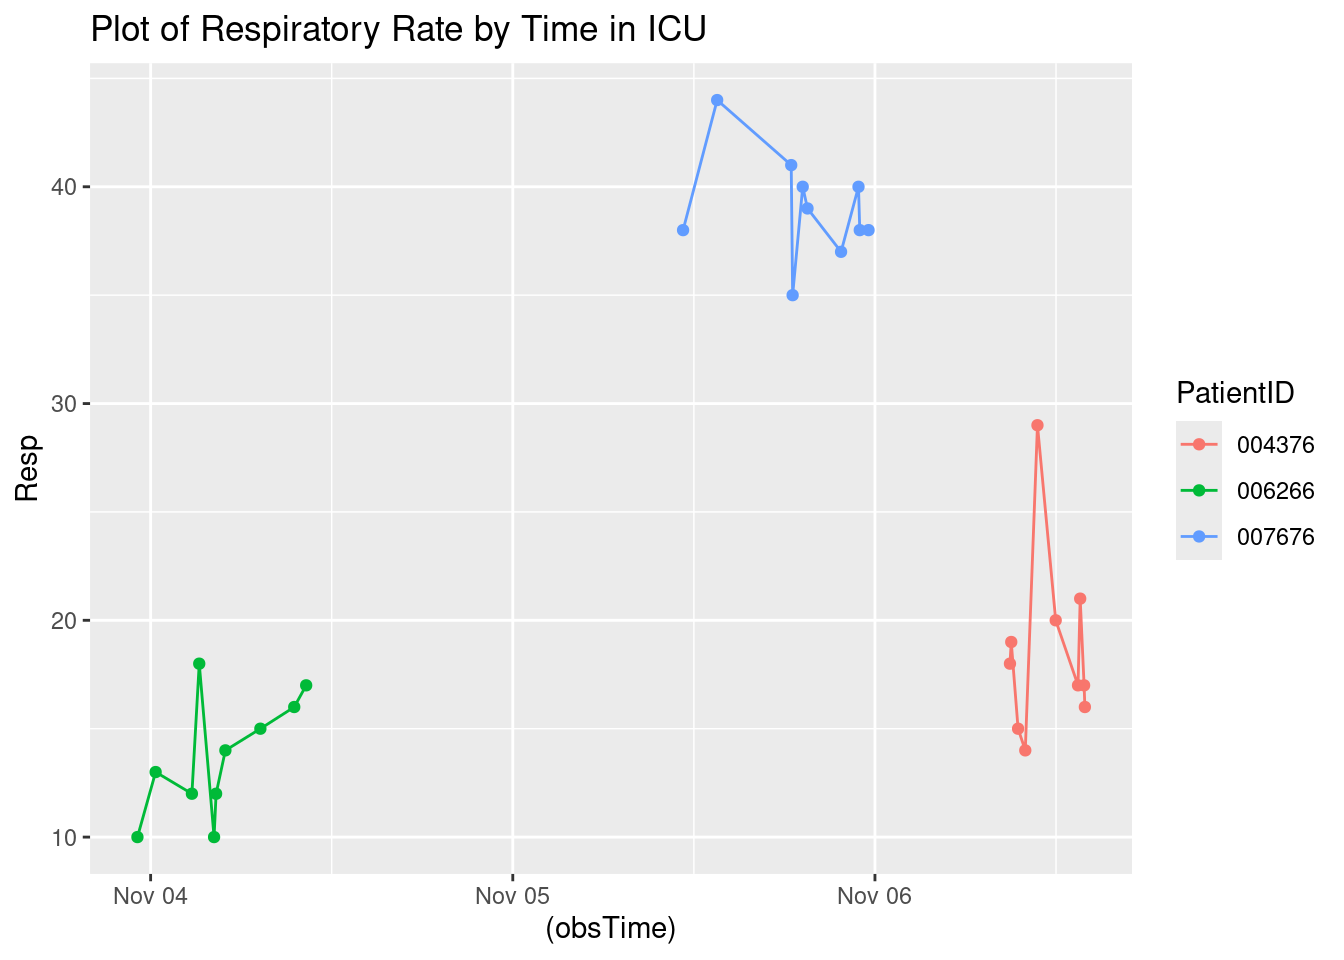 Plot of Respiratory Rate by Time in ICU
40
30
20
10
Resp
Nov 04 Nov 05 Nov 06
(obsTime)
PatientID
004376
006266
007676